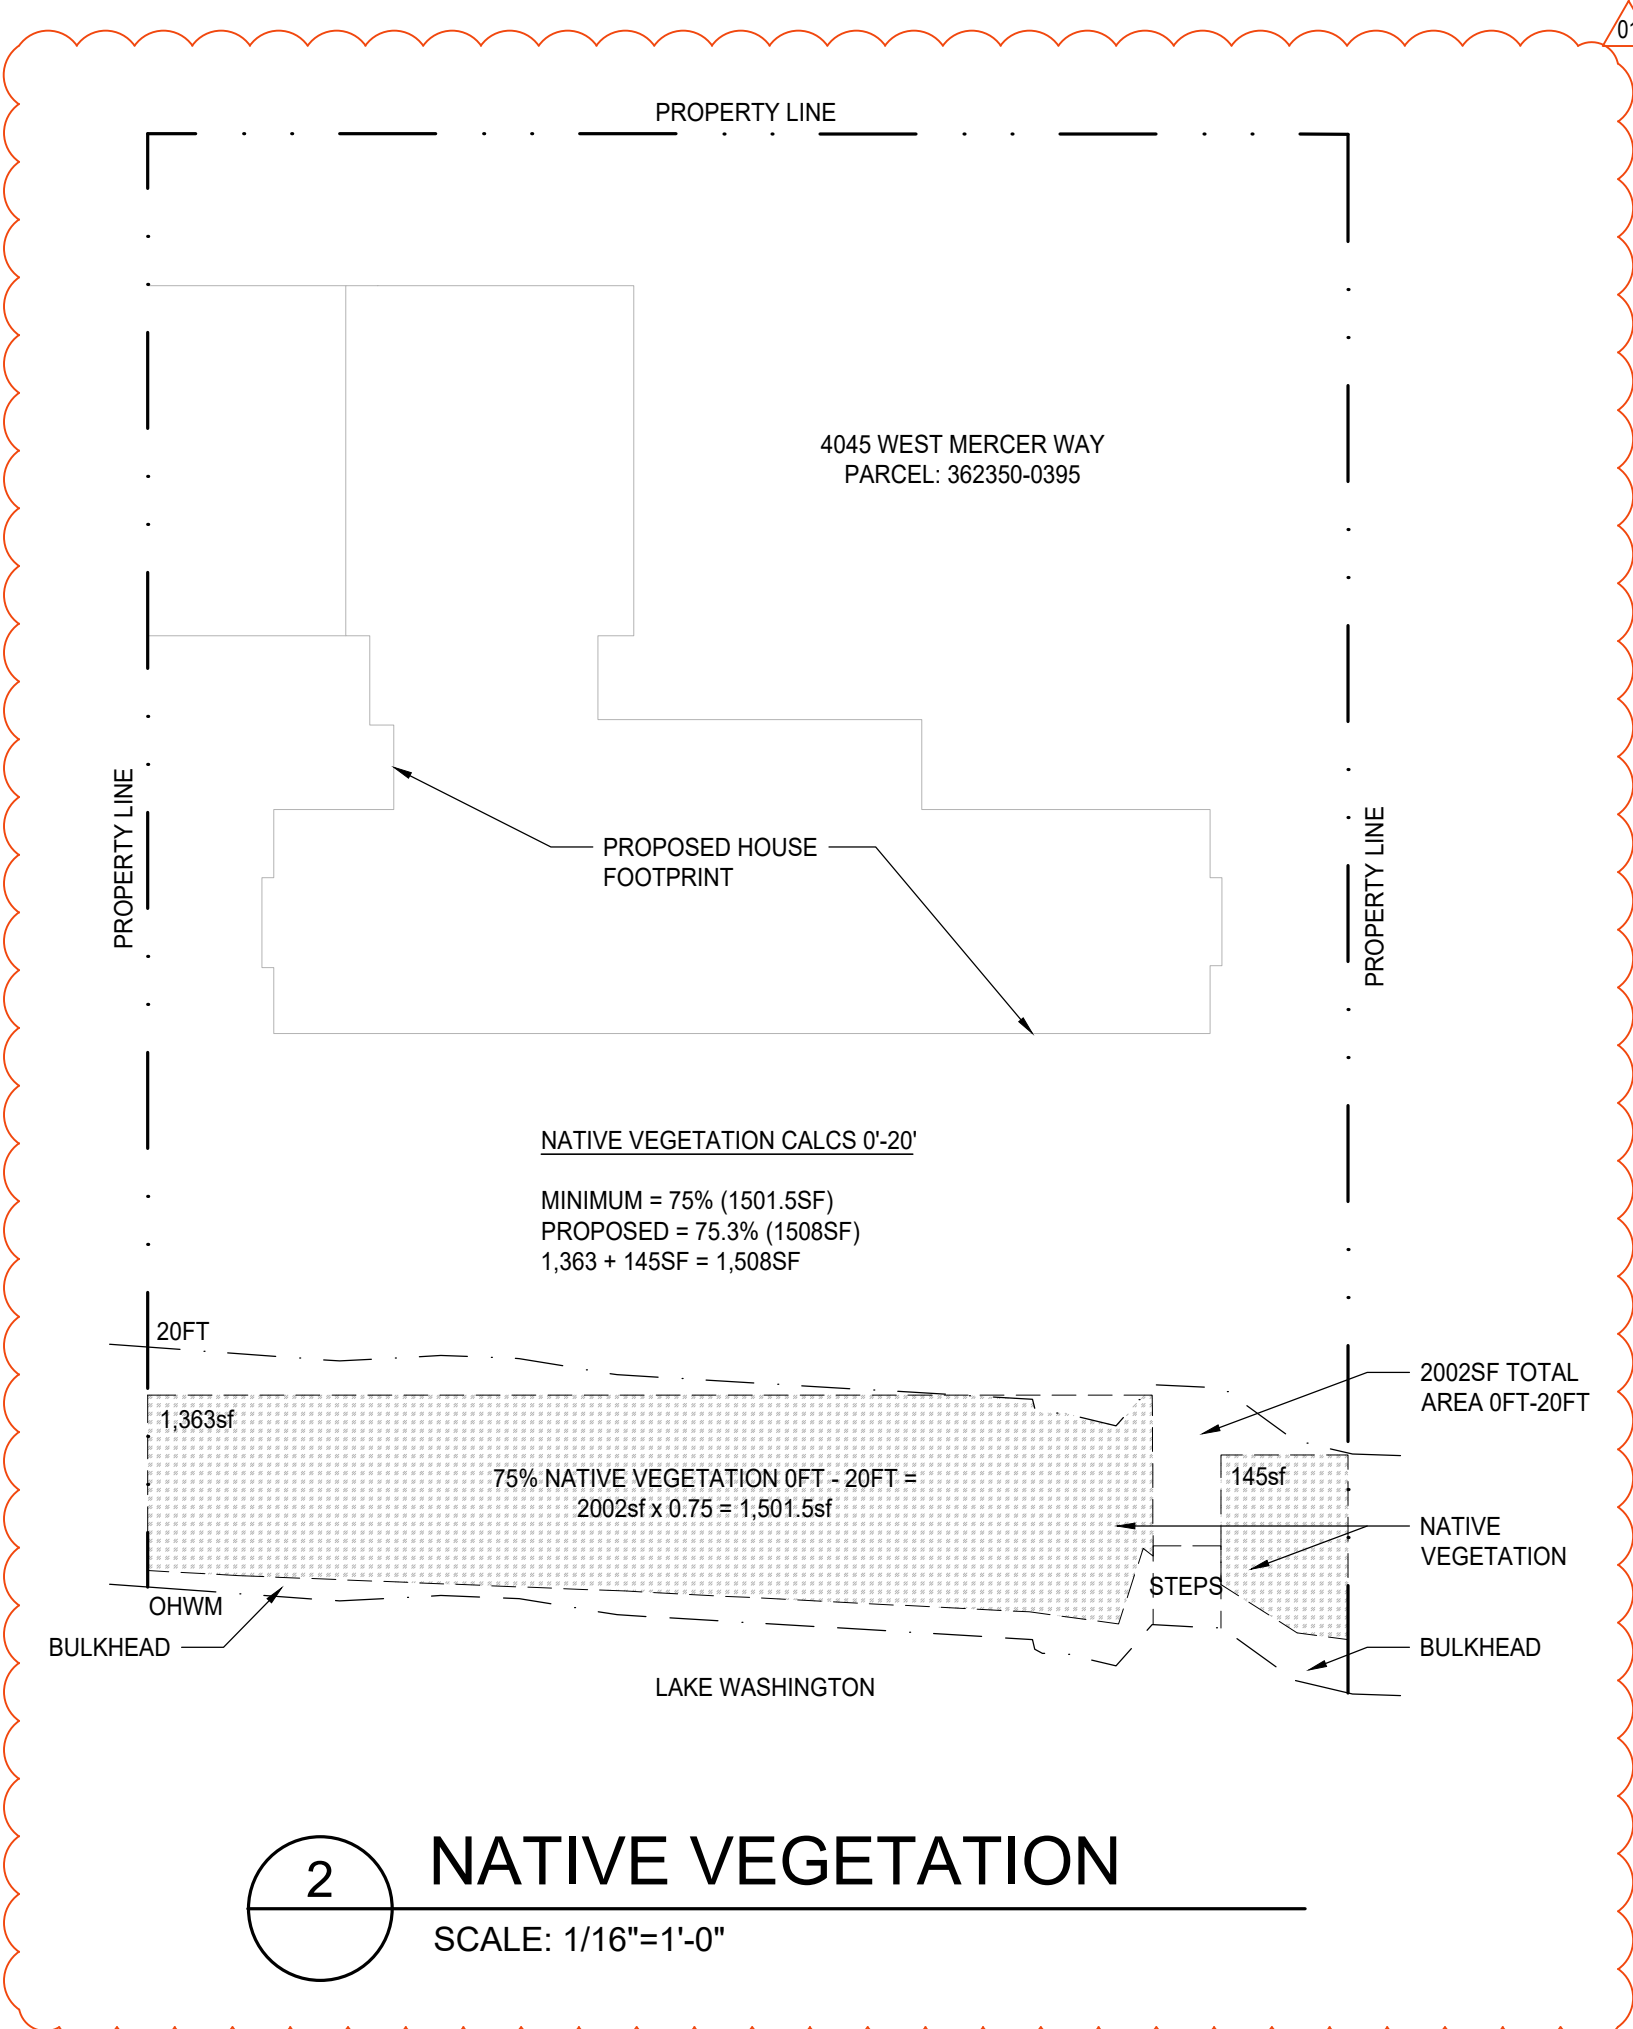 01
PROPERTY LINE
4045 WEST MERCER WAY
PARCEL: 362350-0395
PROPERTY LINE
PROPERTY LINE
PROPOSED HOUSE
FOOTPRINT
NATIVE VEGETATION CALCS 0'-20'
MINIMUM = 75% (1501.5SF)
PROPOSED = 75.3% (1508SF)
1,363 + 145SF = 1,508SF
20FT
2002SF TOTAL
AREA 0FT-20FT
1,363sf
75% NATIVE VEGETATION 0FT - 20FT =
2002sf x 0.75 = 1,501.5sf
145sf
NATIVE
VEGETATION
STEPS
OHWM
BULKHEAD
BULKHEAD
LAKE WASHINGTON
2
NATIVE VEGETATION
SCALE: 1/16"=1'-0"